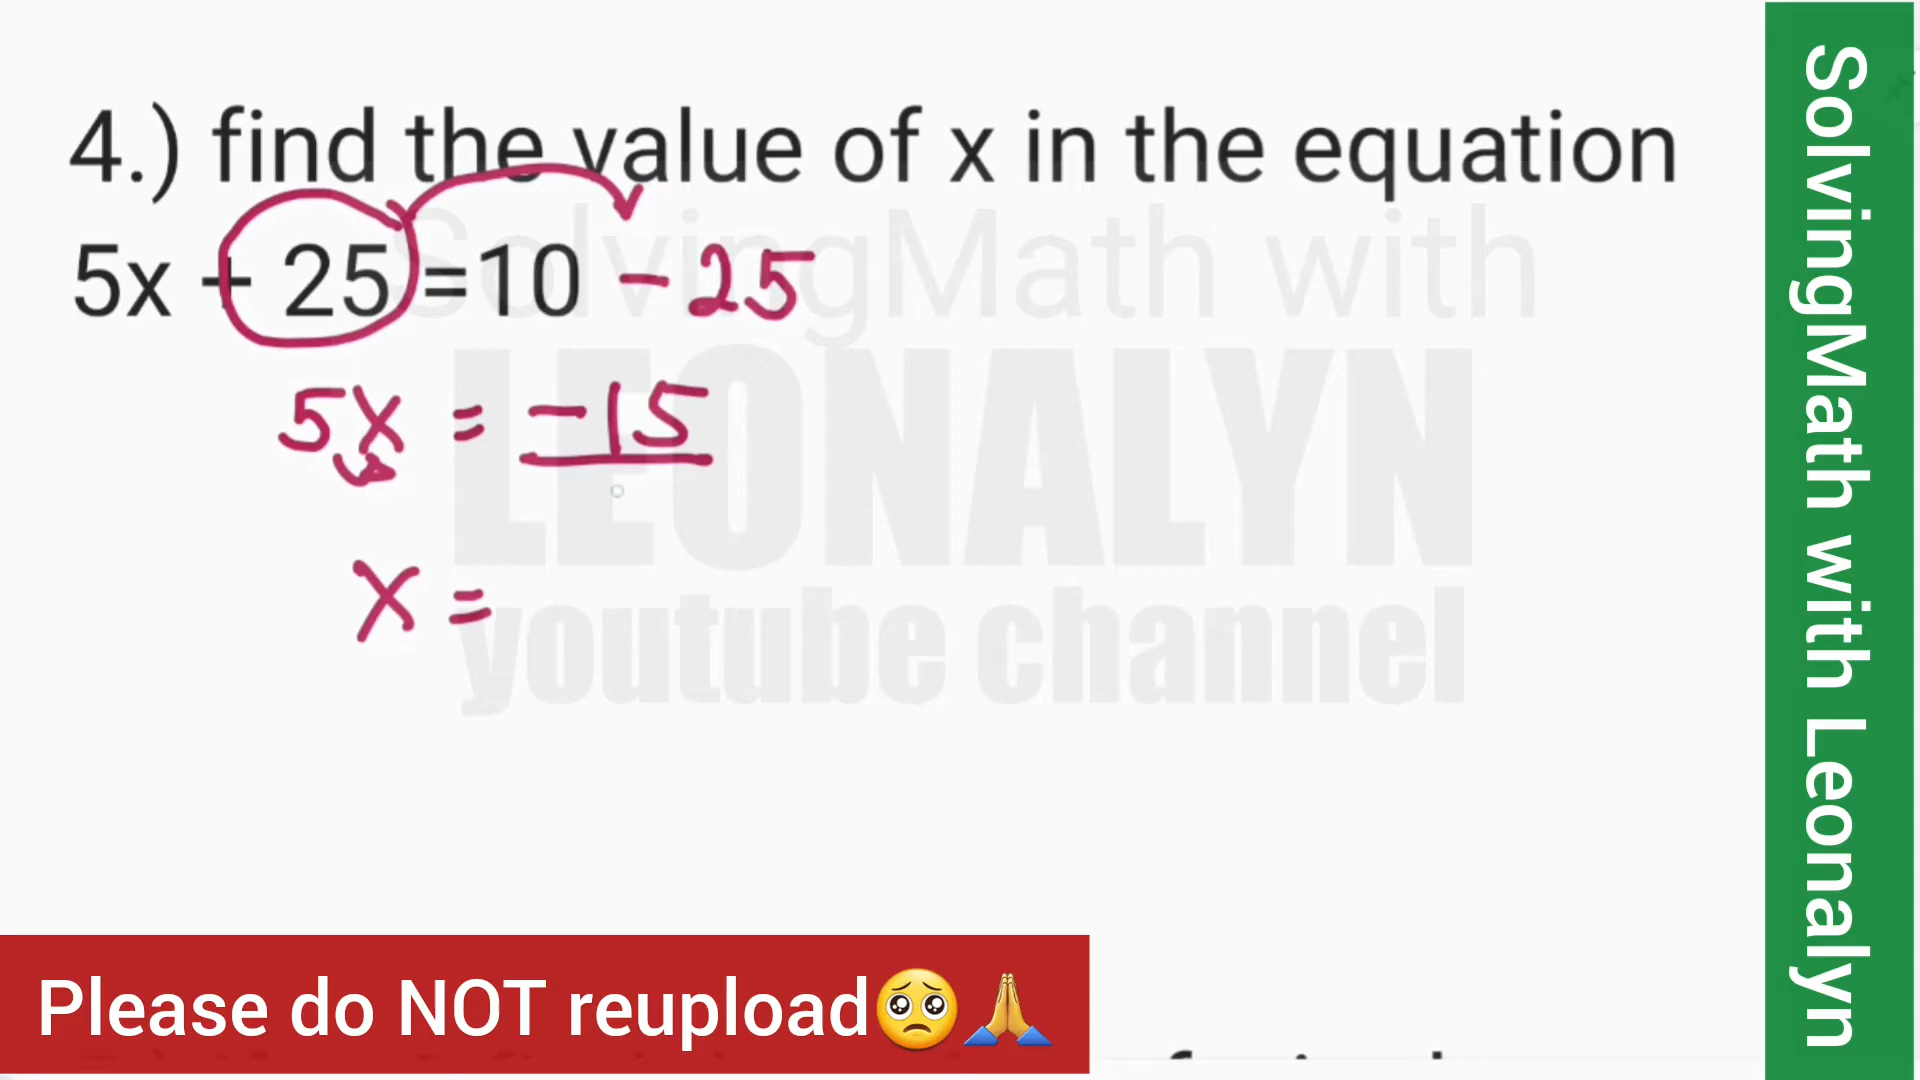 4.) find the value of x in the equation
5x + 25 =10 - 25
5x = -15
x =
SolvingMath with
LEONALYN
youtube channel
Please do NOT reupload🥺🙏
SolvingMath with Leonalyn